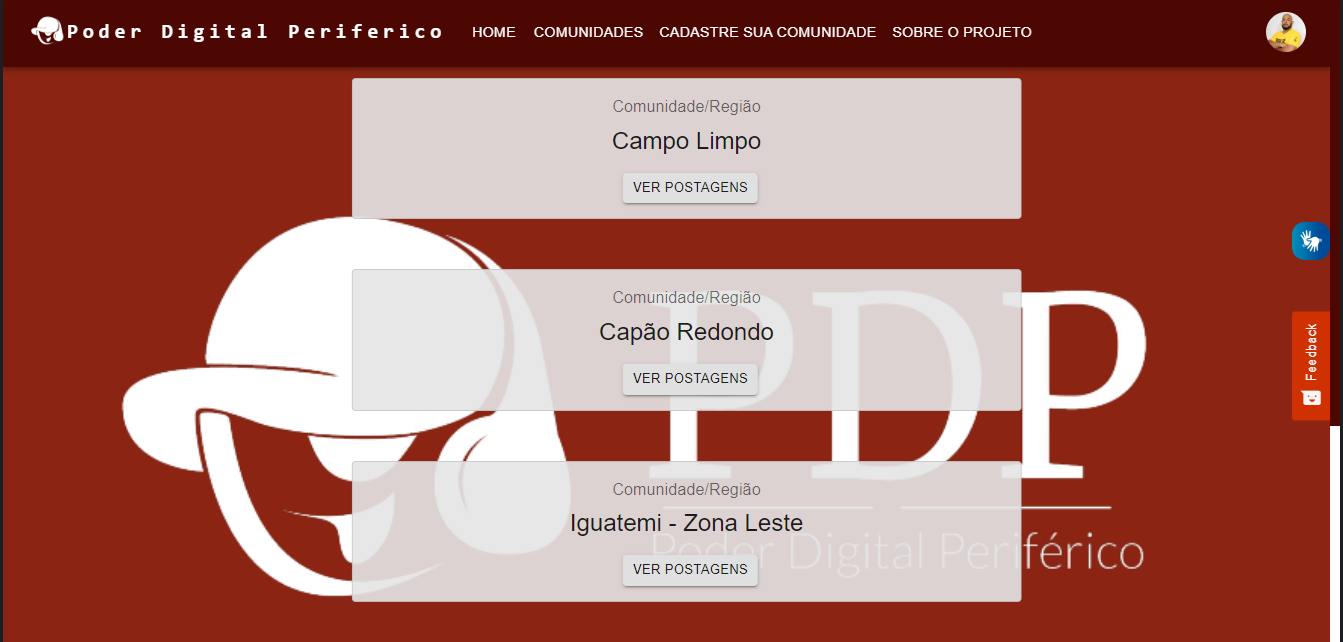 Poder Digital Periferico
HOME COMUNIDADES CADASTRE SUA COMUNIDADE SOBRE O PROJETO
Comunidade/Região
Campo Limpo
VER POSTAGENS
Comunidade/Região
Capão Redondo
VER POSTAGENS
PDP
Feedback
Comunidade/Região
Iguatemi - Zona Leste
Poder Digital Periférico
VER POSTAGENS